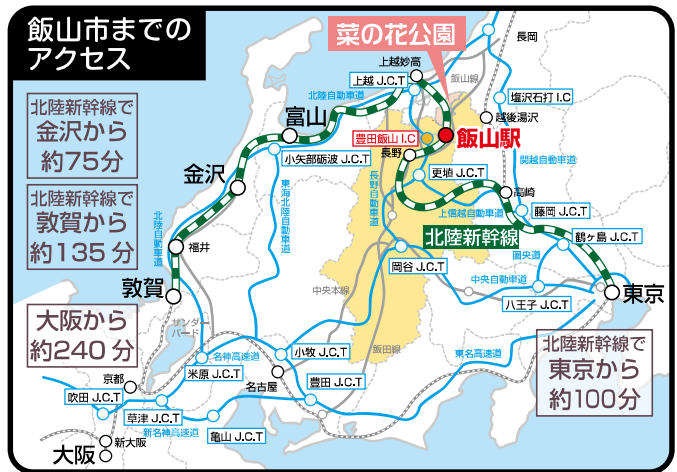 飯山市までの
アクセス
北陸新幹線で
金沢から
約75分
北陸新幹線で
敦賀から
約135分
大阪から
約240分
北陸新幹線で
東京から
約100分
菜の花公園
長岡
上越妙高
上越 J.C.T
飯山線
北陸自動車道
塩沢石打 I.C
越後湯沢
富山
豊田飯山 I.C
飯山駅
長野
小矢部砺波 J.C.T
関越自動車道
更埴 J.C.T
金沢
高崎
長野自動車道
上信越自動車道
藤岡 J.C.T
東海北陸自動車道
北陸自動車道
北陸新幹線
鶴ヶ島 J.C.T
福井
圏央道
岡谷 J.C.T
中央自動車道
敦賀
中央本線
八王子 J.C.T
東京
サンダー
バード
名神高速道
小牧 J.C.T
飯田線
東名高速道
米原 J.C.T
京都
名古屋
豊田 J.C.T
吹田 J.C.T
草津 J.C.T
新名神高速道
亀山 J.C.T
新大阪
大阪